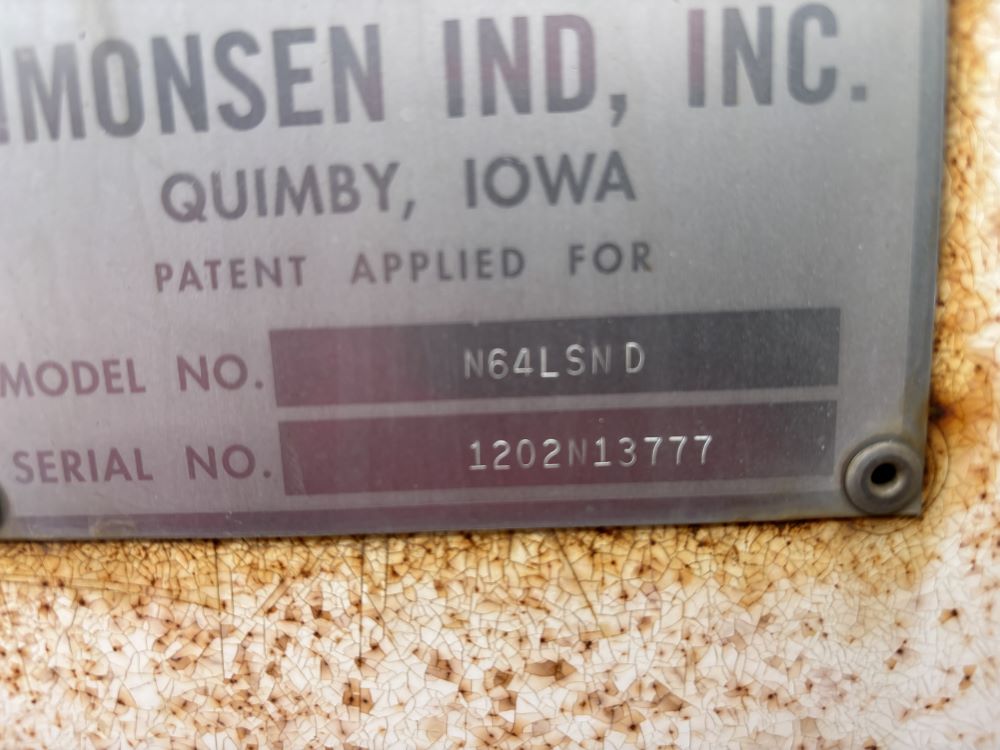 IMONSEN IND, INC.
QUIMBY, IOWA
PATENT APPLIED FOR
MODEL NO. N64LSND
SERIAL NO. 1202N13777